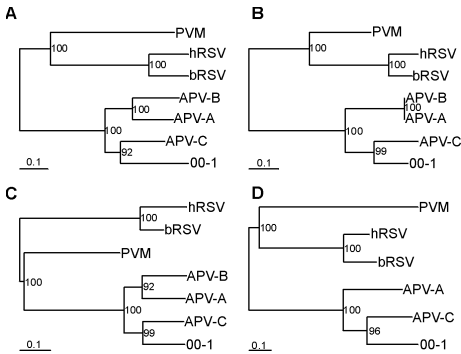 A
PVM
100
hRSV
100
bRSV
APV-B
100
APV-A
100
APV-C
92
00-1
0.1
B
PVM
100
hRSV
100
bRSV
APV-B
100
APV-A
100
APV-C
99
00-1
0.1
C
hRSV
100
bRSV
PVM
100
APV-B
92
APV-A
100
APV-C
99
00-1
0.1
D
PVM
100
hRSV
100
bRSV
APV-A
100
APV-C
96
00-1
0.1